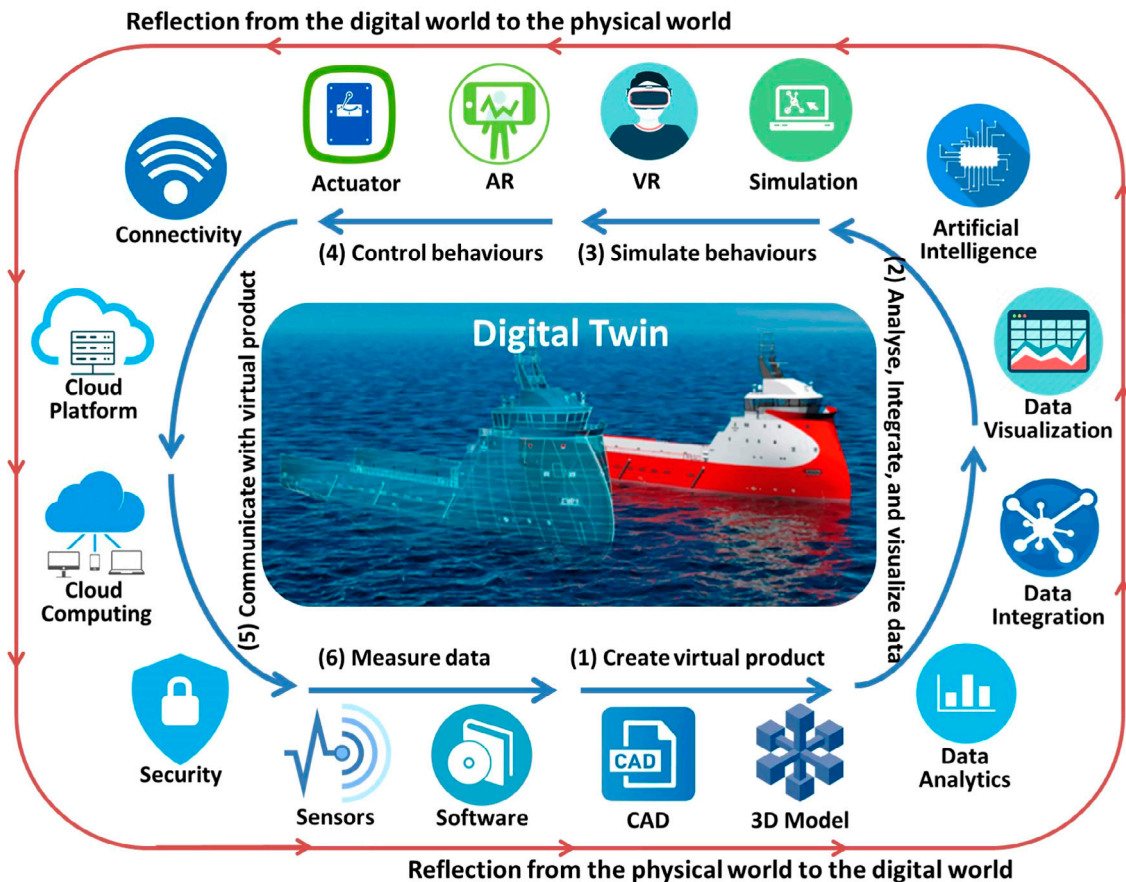 Reflection from the digital world to the physical world
Actuator
AR
VR
Simulation
Connectivity
Artificial
Intelligence
(4) Control behaviours
(3) Simulate behaviours
(2) Analyse, Integrate, and visualize data
(5) Communicate with virtual product
Digital Twin
Cloud
Platform
Data
Visualization
Cloud
Computing
Data
Integration
(6) Measure data
(1) Create virtual product
Security
Sensors
Software
CAD
CAD
3D Model
Data
Analytics
Reflection from the physical world to the digital world